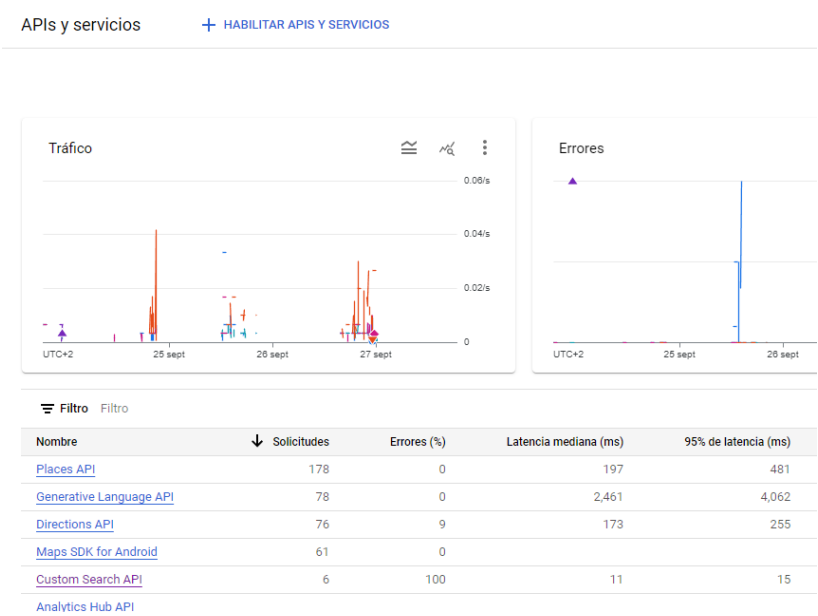 APIs y servicios
HABILITAR APIS Y SERVICIOS
Tráfico
0.06/s
0.04/s
0.02/s
0
UTC+2 25 sept 26 sept 27 sept
Errores
UTC+2 25 sept 26 sept
Filtro Filtro
Nombre Solicitudes Errores (%) Latencia mediana (ms) 95% de latencia (ms)
Places API 178 0 197 481
Generative Language API 78 0 2,461 4,062
Directions API 76 9 173 255
Maps SDK for Android 61 0
Custom Search API 6 100 11 15
Analytics Hub API